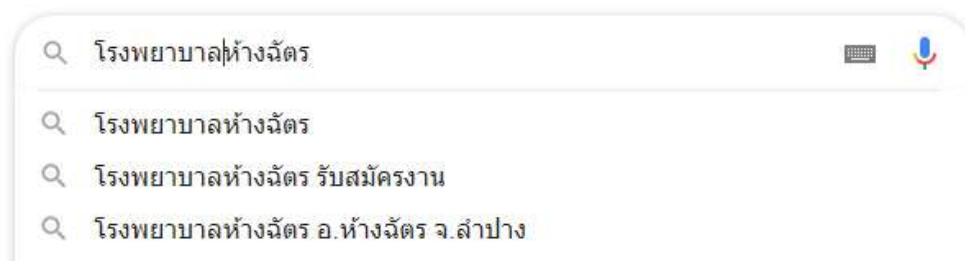 โรงพยาบาลห้างฉัตร
โรงพยาบาลห้างฉัตร
โรงพยาบาลห้างฉัตร รับสมัครงาน
โรงพยาบาลห้างฉัตร อ.ห้างฉัตร จ.ลําปาง